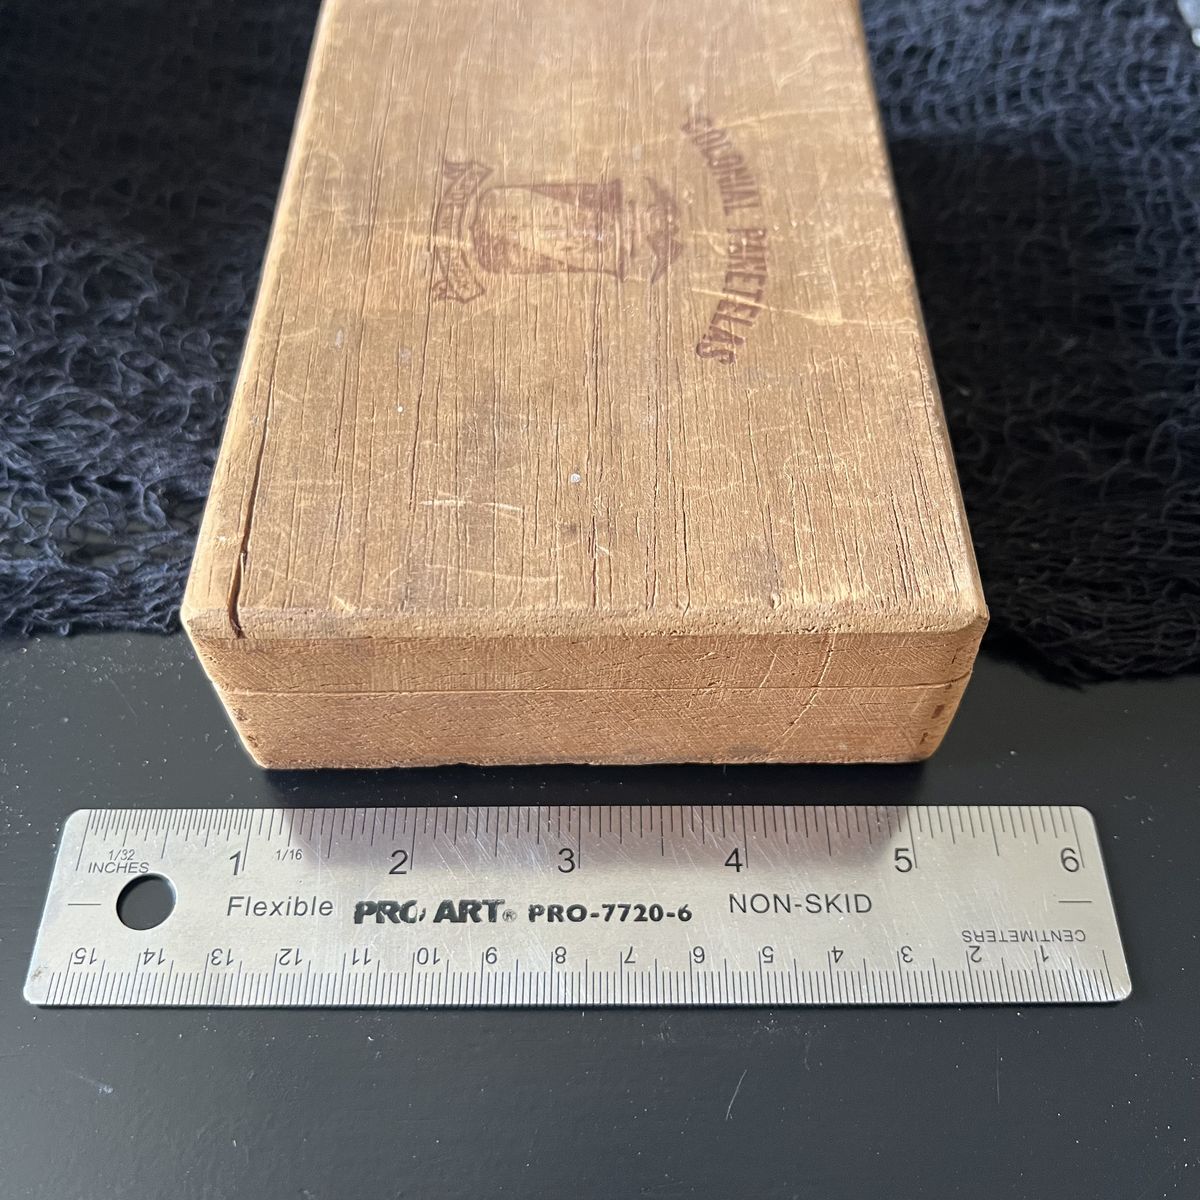 COLONIAL PANETELAS
1 2 3 4 5 6
1/32 1/16
INCHES
Flexible PRO ART® PRO-7720-6 NON-SKID
CENTIMETERS
15 14 13 12 11 10 9 8 7 6 5 4 3 2 1